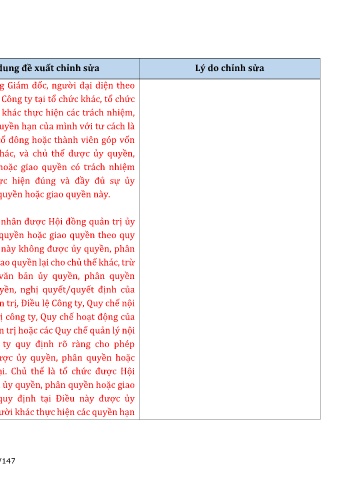 dung đề xuất chỉnh sửa
Lý do chỉnh sửa
g Giám đốc, người đại diện theo
Công ty tại tổ chức khác, tổ chức
khác thực hiện các trách nhiệm,
uyền hạn của mình với tư cách là
ổ đông hoặc thành viên góp vốn
hác, và chủ thể được ủy quyền,
hoặc giao quyền có trách nhiệm
ực hiện đúng và đầy đủ sự ủy
quyền hoặc giao quyền này.
nhân được Hội đồng quản trị ủy
quyền hoặc giao quyền theo quy
này không được ủy quyền, phân
ao quyền lại cho chủ thể khác, trừ
văn bản ủy quyền, phân quyền
yền, nghị quyết/quyết định của
n trị, Điều lệ Công ty, Quy chế nội
ị công ty, Quy chế hoạt động của
n trị hoặc các Quy chế quản lý nội
ty quy định rõ ràng cho phép
ược ủy quyền, phân quyền hoặc
ại. Chủ thể là tổ chức được Hội
ủy quyền, phân quyền hoặc giao
quy định tại Điều này được ủy
ười khác thực hiện các quyền hạn
/147